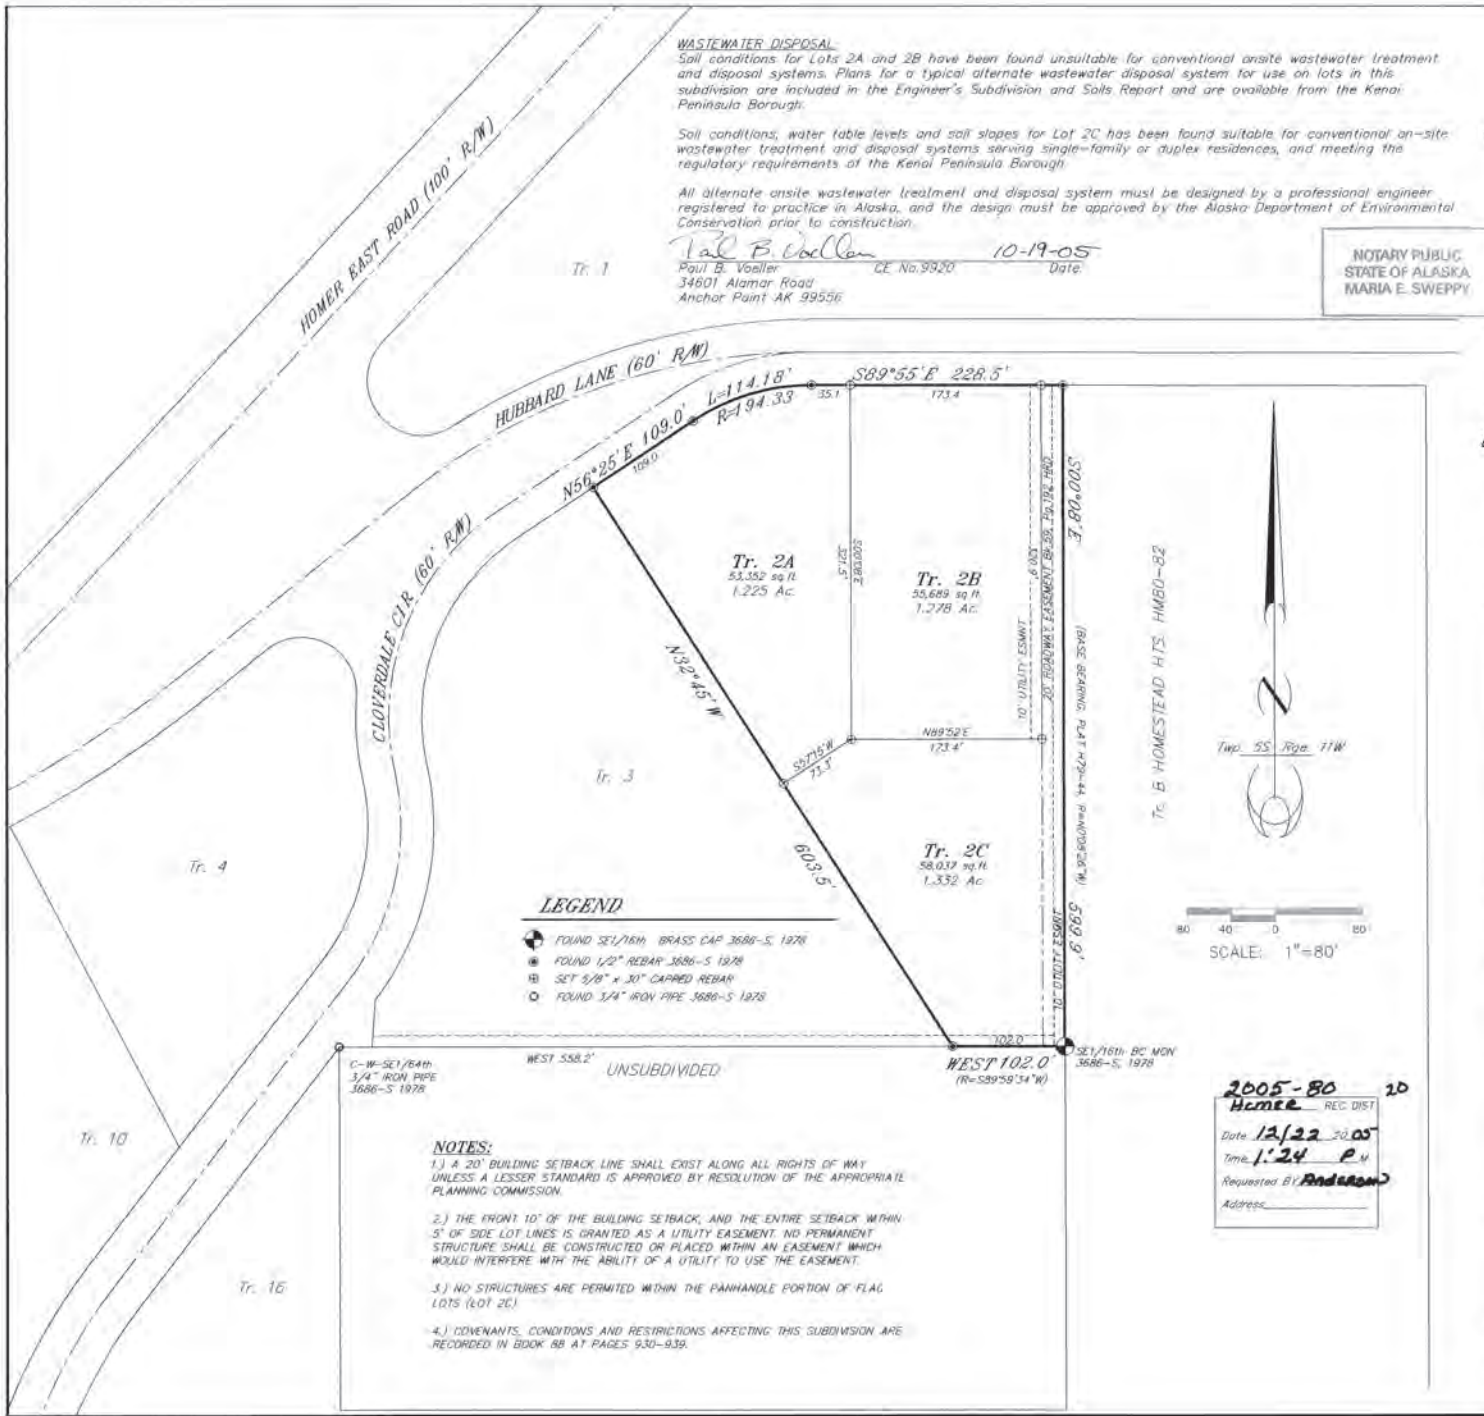 WASTEWATER DISPOSAL
Soil conditions for Lots 2A and 2B have been found unsuitable for conventional onsite wastewater treatment
and disposal systems. Plans for a typical alternate wastewater disposal system for use on lots in this
subdivision are included in the Engineer's Subdivision and Soils Report and are available from the Kenai
Peninsula Borough.
Soil conditions, water table levels and soil slopes for Lot 2C has been found suitable for conventional on-site
wastewater treatment and disposal systems serving single-family or duplex residences, and meeting the
regulatory requirements of the Kenai Peninsula Borough
All alternate onsite wastewater treatment and disposal system must be designed by a professional engineer
registered to practice in Alaska, and the design must be approved by the Alaska Department of Environmental
Conservation prior to construction.
10-19-05
Paul B. Voeller CE No.9920 Date
34601 Alamar Road
Anchor Point AK 99556
NOTARY PUBLIC
STATE OF ALASKA
MARIA E. SWEPPY
HOMER EAST ROAD (100' R/W)
Tr. 1
HUBBARD LANE (60' R/W)
CLOVERDALE CIR. (60' R/W)
N56°25'E 109.0'
109.0
L=114.18'
R=194.33
S89°55'E 228.5'
35.1
173.4
S00°08'E
(BASE BEARING, PLAT H79-44,
599.9'
Tr. B HOMESTEAD HTS. HM80-82
Tr. 2A
53,352 sq.ft.
1.225 Ac.
S00°08'E
321.5'
Tr. 2B
55,689 sq.ft.
1.278 Ac.
320.9'
10' UTILITY ESMNT
20' ROADWAY EASEMENT Bk.59, Pg.192 HRD
N32°45'W
603.5'
S57°15'W
73.3'
N89°52'E
173.4'
Tr. 2C
58,037 sq.ft.
1.332 Ac.
10' UTILITY ESMNT
Tr. 3
Tr. 4
Twp. 5S Rge. 11W
80 40 0 80
SCALE: 1"=80'
LEGEND
FOUND SE1/16th BRASS CAP 3686-S, 1978
FOUND 1/2" REBAR 3686-S 1978
SET 5/8" x 30" CAPPED REBAR
FOUND 3/4" IRON PIPE 3686-S 1978
C-W-SE1/64th
3/4" IRON PIPE
3686-S 1978
WEST 558.2'
UNSUBDIVIDED
102.0
WEST 102.0'
(R=S89°59'34"W)
SE1/16th BC MON
3686-S, 1978
Tr. 10
Tr. 16
NOTES:
1.) A 20' BUILDING SETBACK LINE SHALL EXIST ALONG ALL RIGHTS OF WAY
UNLESS A LESSER STANDARD IS APPROVED BY RESOLUTION OF THE APPROPRIATE
PLANNING COMMISSION.
2.) THE FRONT 10' OF THE BUILDING SETBACK, AND THE ENTIRE SETBACK WITHIN
5' OF SIDE LOT LINES IS GRANTED AS A UTILITY EASEMENT. NO PERMANENT
STRUCTURE SHALL BE CONSTRUCTED OR PLACED WITHIN AN EASEMENT WHICH
WOULD INTERFERE WITH THE ABILITY OF A UTILITY TO USE THE EASEMENT.
3.) NO STRUCTURES ARE PERMITED WITHIN THE PANHANDLE PORTION OF FLAG
LOTS (LOT 2C)
4.) COVENANTS, CONDITIONS AND RESTRICTIONS AFFECTING THIS SUBDIVISION ARE
RECORDED IN BOOK 88 AT PAGES 930-939.
2005-80 20
Homer REC DIST
Date 12/22 2005
Time 1:24 P M
Requested BY Anderson
Address